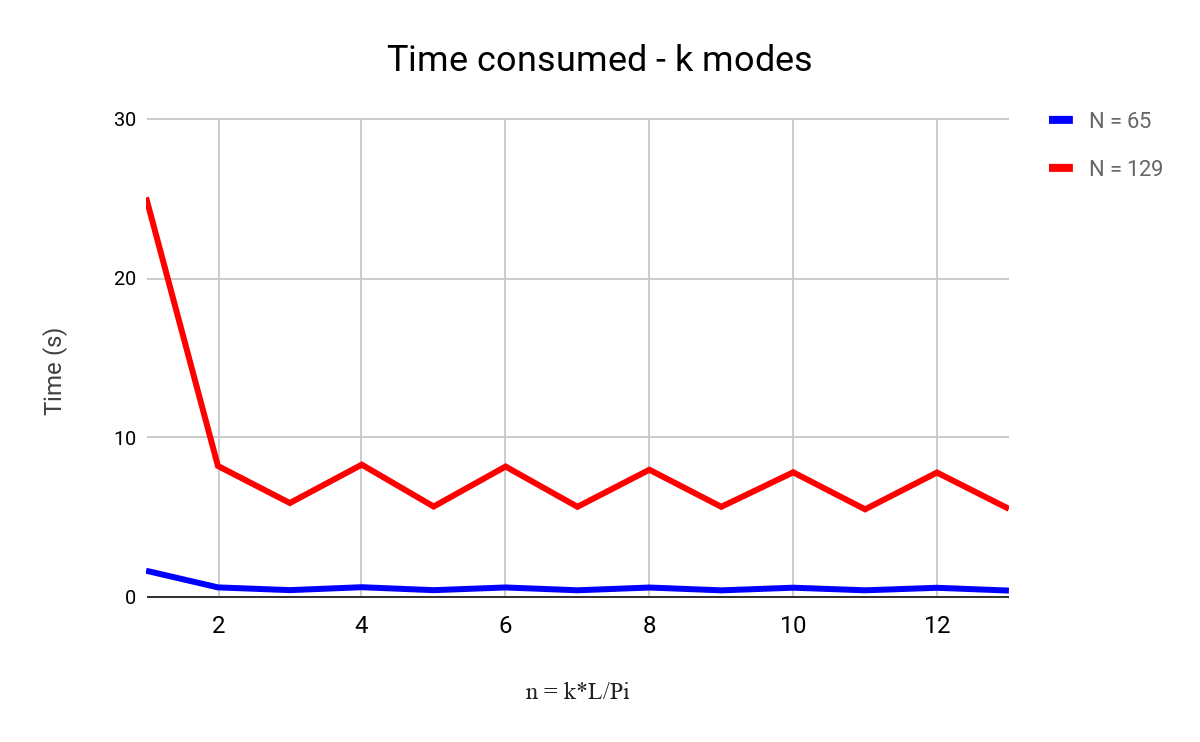 Time consumed - k modes
N = 65
N = 129
Time (s)
30
20
10
0
2 4 6 8 10 12
n = k*L/Pi